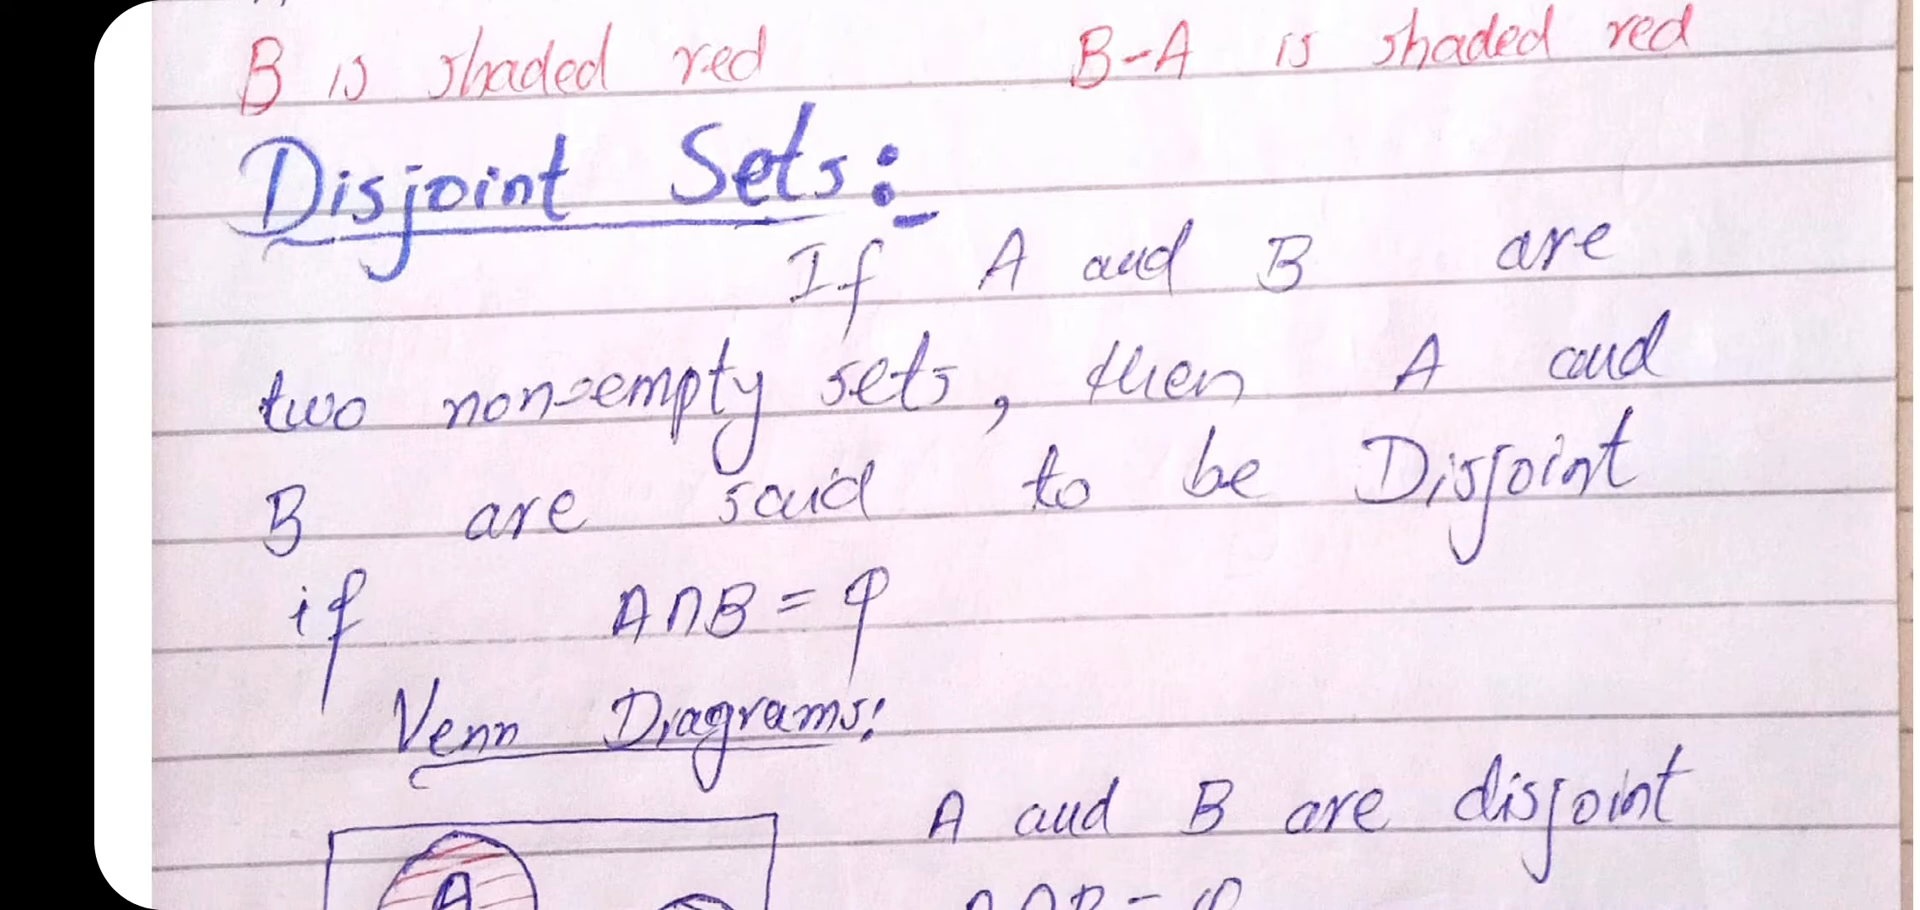 B is shaded red B-A is shaded red
Disjoint Sets:-
If A and B are
two non-empty sets, then A and
B are said to be Disjoint
if A∩B = φ
Venn Diagrams:
A and B are disjoint
A
A∩B = φ